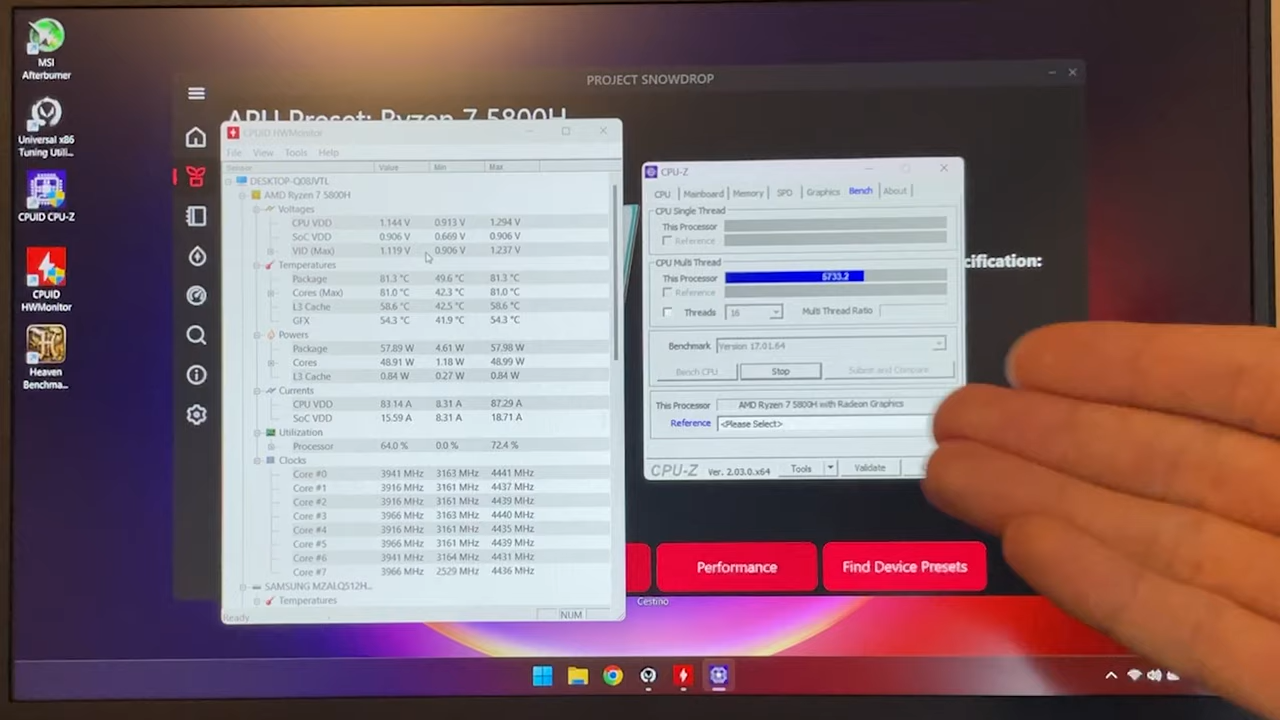 MSI
Afterburner
Universal x86
Tuning Utili...
CPUID CPU-Z
CPUID
HWMonitor
Heaven
Benchma...
PROJECT SNOWDROP
APU Preset: Ryzen 7 5800H
CPUID HWMonitor
File View Tools Help
Sensor Value Min Max
DESKTOP-Q08JVTL
AMD Ryzen 7 5800H
Voltages
CPU VDD 1.144 V 0.913 V 1.294 V
SoC VDD 0.906 V 0.669 V 0.906 V
VID (Max) 1.119 V 0.906 V 1.237 V
Temperatures
Package 81.3 °C 49.6 °C 81.3 °C
Cores (Max) 81.0 °C 42.3 °C 81.0 °C
L3 Cache 58.6 °C 42.5 °C 58.6 °C
GFX 54.3 °C 41.9 °C 54.3 °C
Powers
Package 57.89 W 4.61 W 57.98 W
Cores 48.91 W 1.18 W 48.99 W
L3 Cache 0.84 W 0.27 W 0.84 W
Currents
CPU VDD 83.14 A 8.31 A 87.29 A
SoC VDD 15.59 A 8.31 A 18.71 A
Utilization
Processor 64.0 % 0.0 % 72.4 %
Clocks
Core #0 3941 MHz 3163 MHz 4441 MHz
Core #1 3916 MHz 3161 MHz 4437 MHz
Core #2 3916 MHz 3161 MHz 4439 MHz
Core #3 3966 MHz 3163 MHz 4440 MHz
Core #4 3916 MHz 3161 MHz 4435 MHz
Core #5 3966 MHz 3161 MHz 4439 MHz
Core #6 3941 MHz 3164 MHz 4431 MHz
Core #7 3966 MHz 2529 MHz 4436 MHz
SAMSUNG MZALQ512H...
Temperatures
Ready NUM
CPU-Z
CPU Mainboard Memory SPD Graphics Bench About
CPU Single Thread
This Processor
Reference
CPU Multi Thread
This Processor 5733.2
Reference
Threads 16 Multi Thread Ratio
Benchmark Version 17.01.64
Bench CPU Stop Submit and Compare
This Processor AMD Ryzen 7 5800H with Radeon Graphics
Reference <Please Select>
CPU-Z Ver. 2.03.0.x64 Tools Validate
cification:
Performance
Find Device Presets
Cestino